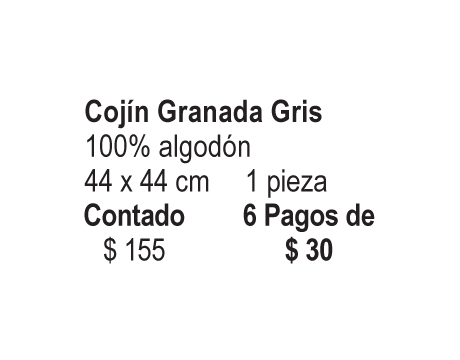 Cojín Granada Gris
100% algodón
44 x 44 cm 1 pieza
Contado 6 Pagos de
$ 155 $ 30